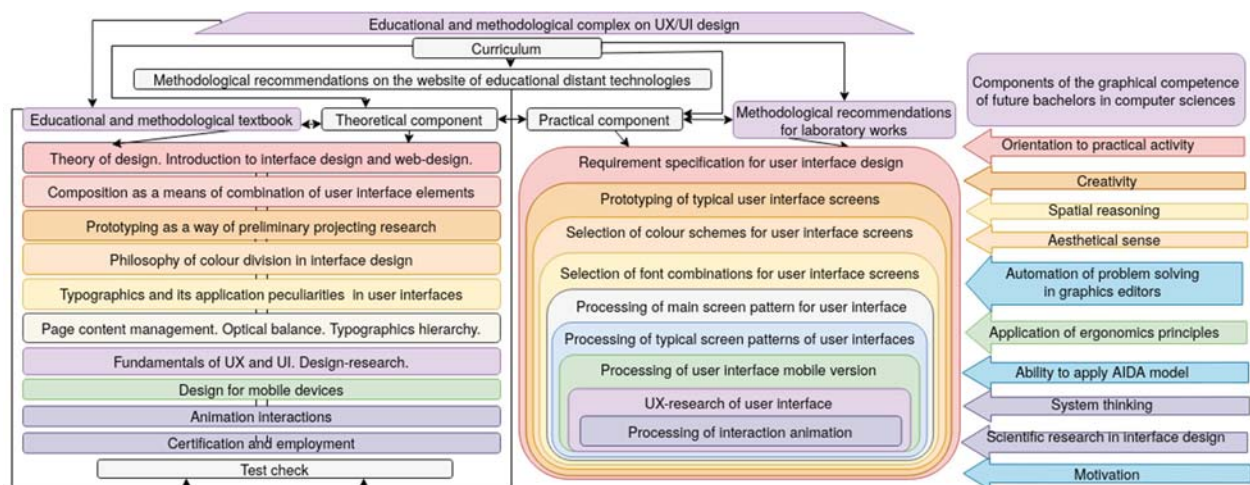 Educational and methodological complex on UX/UI design
Curriculum
Methodological recommendations on the website of educational distant technologies
Educational and methodological textbook
Theoretical component
Practical component
Methodological recommendations
for laboratory works
Theory of design. Introduction to interface design and web-design.
Composition as a means of combination of user interface elements
Prototyping as a way of preliminary projecting research
Philosophy of colour division in interface design
Typographics and its application peculiarities in user interfaces
Page content management. Optical balance. Typographics hierarchy.
Fundamentals of UX and UI. Design-research.
Design for mobile devices
Animation interactions
Certification and employment
Test check
Requirement specification for user interface design
Prototyping of typical user interface screens
Selection of colour schemes for user interface screens
Selection of font combinations for user interface screens
Processing of main screen pattern for user interface
Processing of typical screen patterns of user interfaces
Processing of user interface mobile version
UX-research of user interface
Processing of interaction animation
Components of the graphical competence
of future bachelors in computer sciences
Orientation to practical activity
Creativity
Spatial reasoning
Aesthetical sense
Automation of problem solving
in graphics editors
Application of ergonomics principles
Ability to apply AIDA model
System thinking
Scientific research in interface design
Motivation